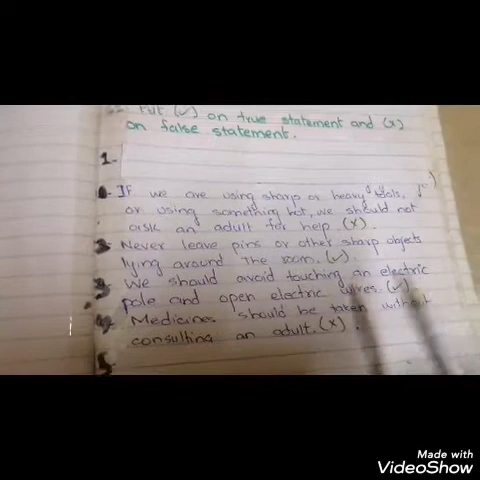 Put (✓) on true statement and (x)
on false statement.
1-
If we are using sharp or heavy tools,
or using something hot, we should not
ask an adult for help (X).
Never leave pins or other sharp objects
lying around the room. (✓)
We should avoid touching an electric
pole and open electric wires. (✓)
4- Medicines should be taken without
consulting an adult. (X)
5-
Made with
VideoShow